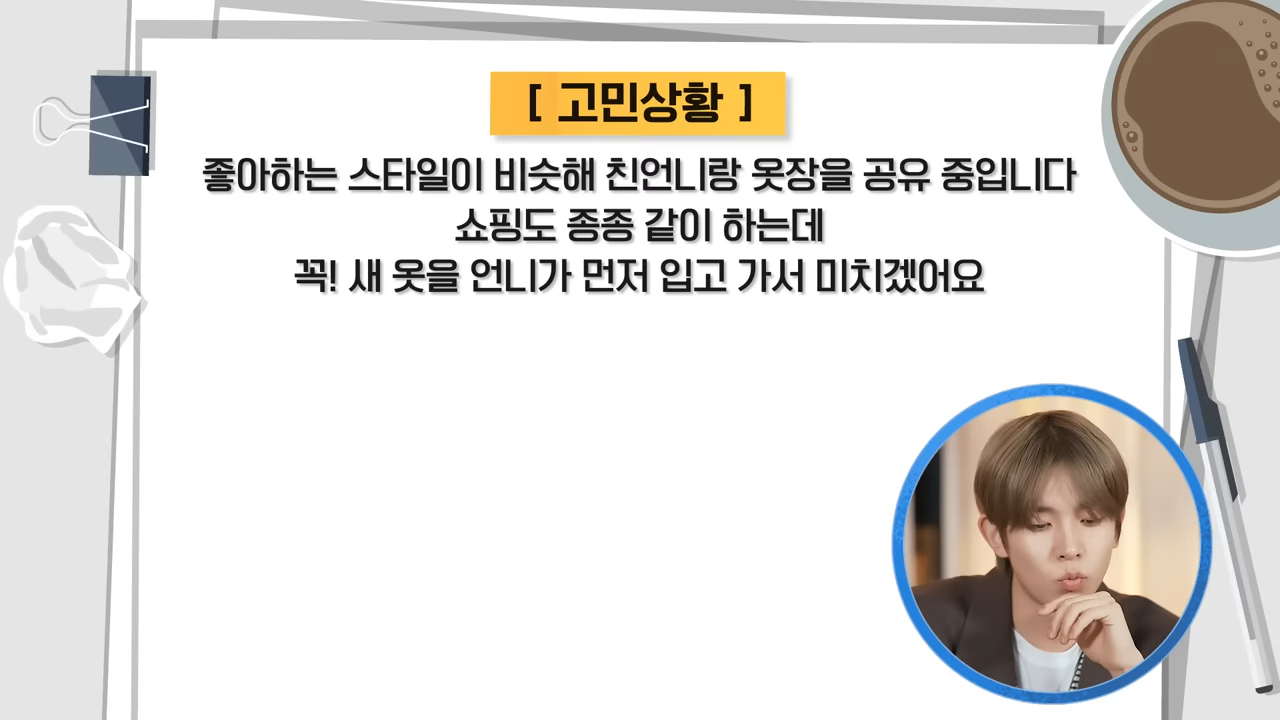 [ 고민상황 ]
좋아하는 스타일이 비슷해 친언니랑 옷장을 공유 중입니다
쇼핑도 종종 같이 하는데
꼭! 새 옷을 언니가 먼저 입고 가서 미치겠어요